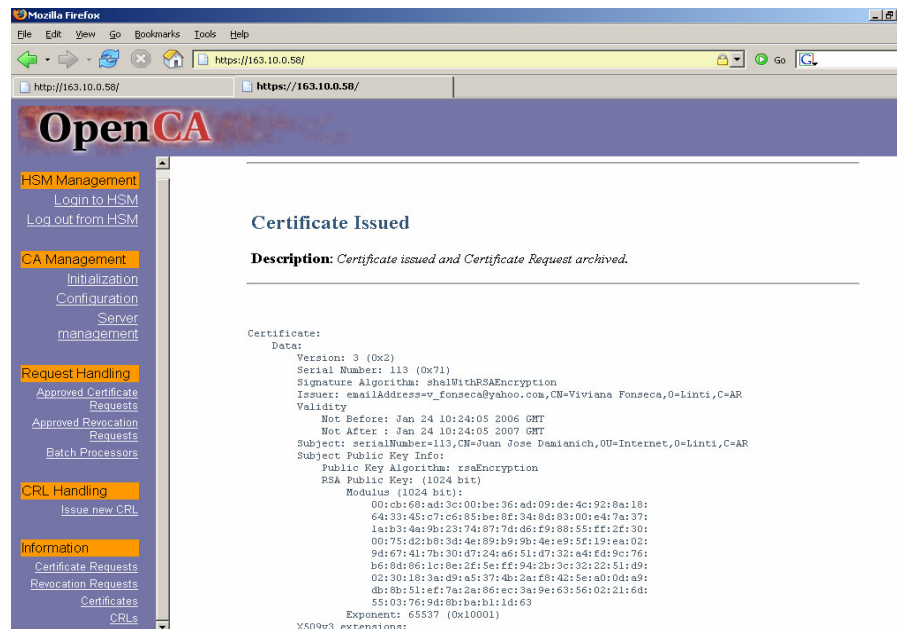 Mozilla Firefox
File Edit View Go Bookmarks Tools Help
https://163.10.0.58/
Go
G
http://163.10.0.58/
https://163.10.0.58/
OpenCA
HSM Management
Login to HSM
Log out from HSM
CA Management
Initialization
Configuration
Server
management
Request Handling
Approved Certificate
Requests
Approved Revocation
Requests
Batch Processors
CRL Handling
Issue new CRL
Information
Certificate Requests
Revocation Requests
Certificates
CRLs
Certificate Issued
Description: Certificate issued and Certificate Request archived.
Certificate:
Data:
Version: 3 (0x2)
Serial Number: 113 (0x71)
Signature Algorithm: sha1WithRSAEncryption
Issuer: emailAddress=v_fonseca@yahoo.com,CN=Viviana Fonseca,O=Linti,C=AR
Validity
Not Before: Jan 24 10:24:05 2006 GMT
Not After : Jan 24 10:24:05 2007 GMT
Subject: serialNumber=113,CN=Juan Jose Damianich,OU=Internet,O=Linti,C=AR
Subject Public Key Info:
Public Key Algorithm: rsaEncryption
RSA Public Key: (1024 bit)
Modulus (1024 bit):
00:cb:68:ad:3c:00:be:36:ad:09:de:4c:92:8a:18:
64:33:45:c7:c6:85:be:8f:34:8d:83:00:e4:7a:37:
1a:b3:4a:9b:23:74:87:7d:d6:f9:88:55:ff:2f:30:
00:75:d2:b8:3d:4e:89:b9:9b:4e:e9:5f:19:ea:02:
9d:67:41:7b:30:d7:24:a6:51:d7:32:a4:fd:9c:76:
b6:8d:86:1c:8e:2f:5e:ff:94:2b:3c:32:22:51:d9:
02:30:18:3a:d9:a5:37:4b:2a:f8:42:5e:a0:0d:a9:
db:8b:51:ef:7a:2a:86:ec:3a:9e:63:56:02:21:6d:
55:03:76:9d:8b:ba:b1:1d:63
Exponent: 65537 (0x10001)
X509v3 extensions: